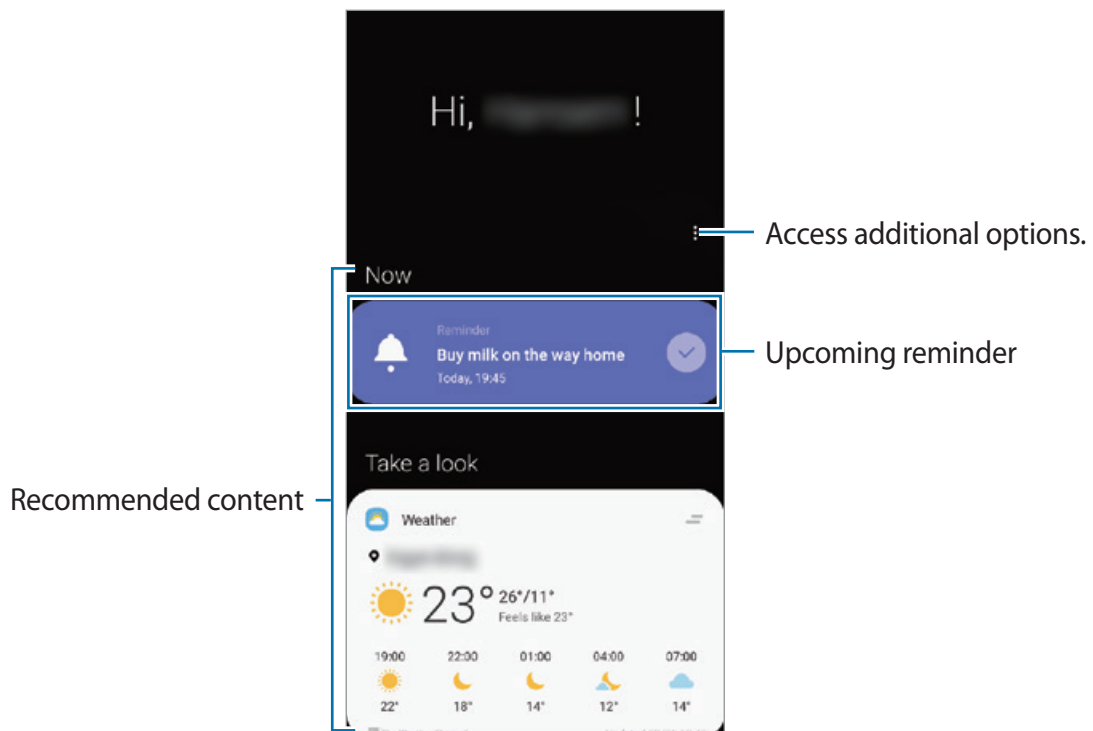 Hi, !
Access additional options.
Now
Reminder
Buy milk on the way home
Today, 19:45
Upcoming reminder
Take a look
Recommended content
Weather
23° 26°/11°
Feels like 23°
19:00 22:00 01:00 04:00 07:00
22° 18° 14° 12° 14°